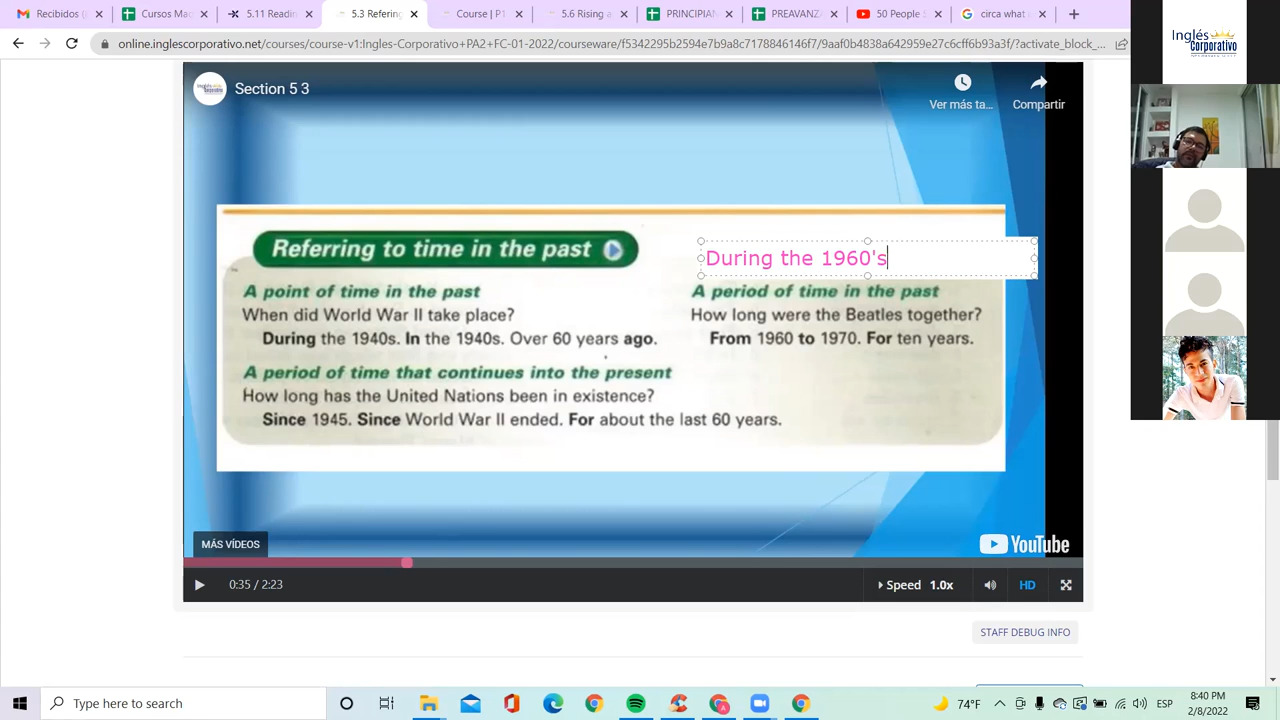 Recibidos (
Cursos Mac
5.11 Readin
5.3 Referring
Course | P1
5.6 Rising a
PRINCIPIAN
PREAVANZA
50 People S
circa what a
online.inglescorporativo.net/courses/course-v1:Ingles-Corporativo+PA2+FC-01-2022/courseware/f5342295b2594e7b9a8c7178846146f7/9aaf0b4838a642959e27c6cff6b93a3f/?activate_block_...
Inglés
Corporativo
Section 5 3
Ver más ta...
Compartir
Referring to time in the past
During the 1960's
A point of time in the past
When did World War II take place?
During the 1940s. In the 1940s. Over 60 years ago.
A period of time in the past
How long were the Beatles together?
From 1960 to 1970. For ten years.
A period of time that continues into the present
How long has the United Nations been in existence?
Since 1945. Since World War II ended. For about the last 60 years.
MÁS VÍDEOS
YouTube
0:35 / 2:23
Speed 1.0x
HD
STAFF DEBUG INFO
Type here to search
74°F
ESP
8:40 PM
2/8/2022